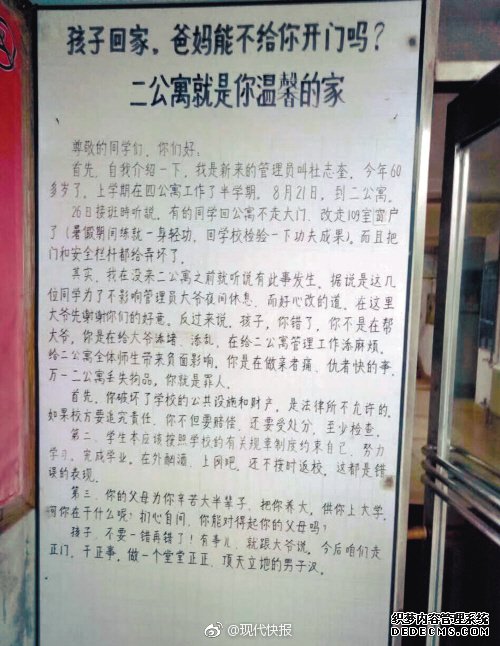 孩子回家，爸妈能不给你开门吗？
二公寓就是你温馨的家
尊敬的同学们，你们好：
首先，自我介绍一下，我是新来的管理员叫杜志奎，今年60
多岁了，上学期在四公寓工作了半学期，8月21日，到二公寓。
26日接班时听说，有的同学回公寓不走大门，改走109室窗户
了（暑假期间练就一身轻功，回学校检验一下功夫成果）。而且把
门和安全栏杆都给弄坏了。
其实，我在没来二公寓之前就听说有此事发生。据说是这几
位同学为了不影响管理员大爷夜间休息，而好心改的道，在这里
大爷先谢谢你们的好意。反过来说，孩子，你错了，你不是在帮
大爷，你是在给大爷添堵、添乱，在给二公寓管理工作添麻烦，
给二公寓全体师生带来负面影响。你是在做亲者痛、仇者快的事，
万一二公寓丢失物品，你就是罪人。
首先，你破坏了学校的公共设施和财产，是法律所不允许的，
如果校方要追究责任，你不但要赔偿，还要受处分，至少检查。
第二、学生本应该按照学校的有关规章制度约束自己，努力
学习，完成学业。在外酗酒、上网吧，还不按时返校，这都是错
误的表现。
第三、你的父母为你辛苦大半辈子，把你养大，供你上大学，
可你在干什么呢？扪心自问，你能对得起你的父母吗？
孩子，不要一错再错了！有事儿，就跟大爷说，今后咱们走
正门，干正事，做一个堂堂正正，顶天立地的男子汉。
@现代快报
织梦内容管理系统
DEDECMS.COM